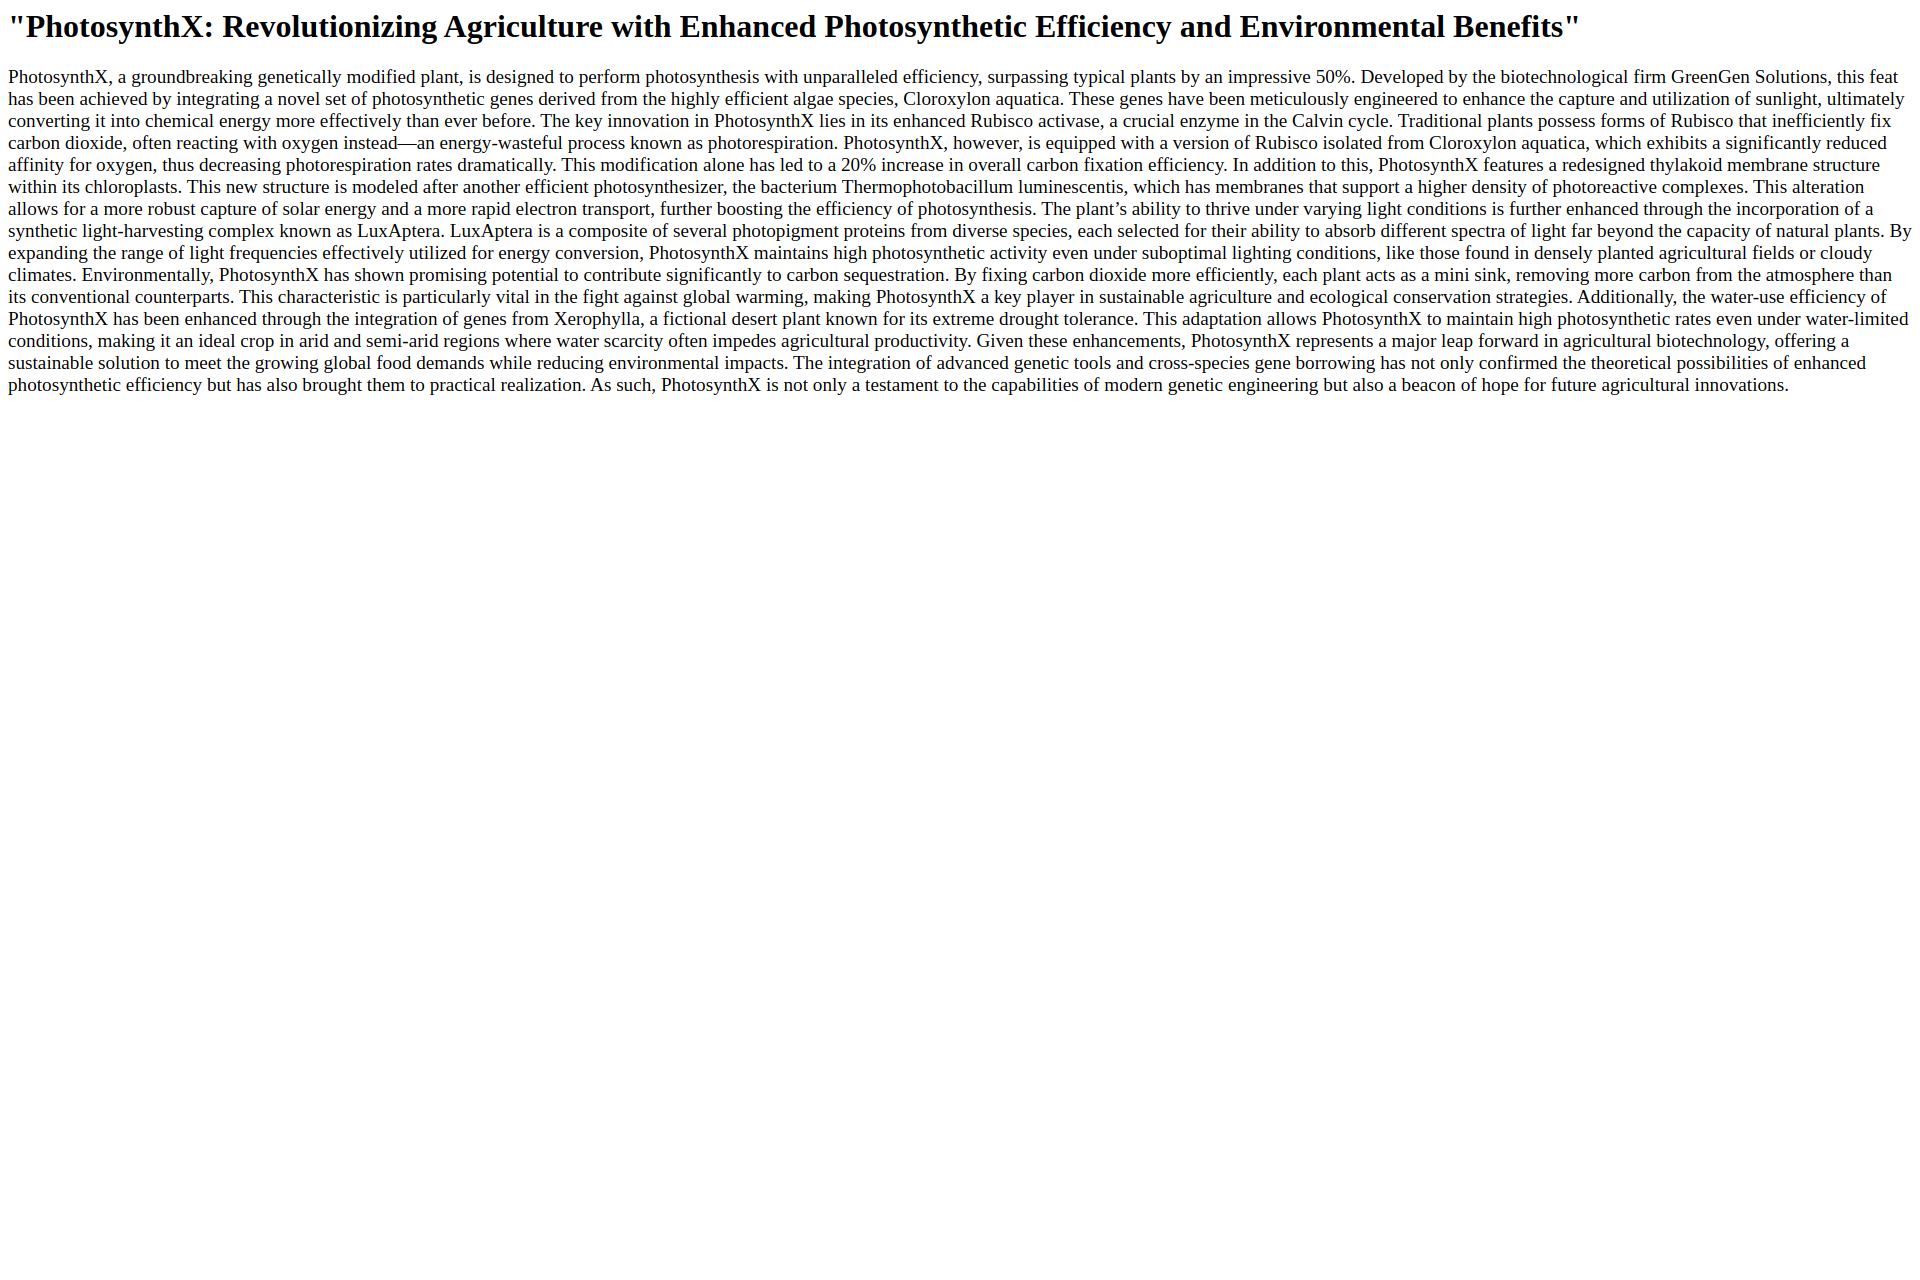 "PhotosynthX: Revolutionizing Agriculture with Enhanced Photosynthetic Efficiency and Environmental Benefits"
PhotosynthX, a groundbreaking genetically modified plant, is designed to perform photosynthesis with unparalleled efficiency, surpassing typical plants by an impressive 50%. Developed by the biotechnological firm GreenGen Solutions, this feat
has been achieved by integrating a novel set of photosynthetic genes derived from the highly efficient algae species, Cloroxylon aquatica. These genes have been meticulously engineered to enhance the capture and utilization of sunlight, ultimately
converting it into chemical energy more effectively than ever before. The key innovation in PhotosynthX lies in its enhanced Rubisco activase, a crucial enzyme in the Calvin cycle. Traditional plants possess forms of Rubisco that inefficiently fix
carbon dioxide, often reacting with oxygen instead—an energy-wasteful process known as photorespiration. PhotosynthX, however, is equipped with a version of Rubisco isolated from Cloroxylon aquatica, which exhibits a significantly reduced
affinity for oxygen, thus decreasing photorespiration rates dramatically. This modification alone has led to a 20% increase in overall carbon fixation efficiency. In addition to this, PhotosynthX features a redesigned thylakoid membrane structure
within its chloroplasts. This new structure is modeled after another efficient photosynthesizer, the bacterium Thermophotobacillum luminescentis, which has membranes that support a higher density of photoreactive complexes. This alteration
allows for a more robust capture of solar energy and a more rapid electron transport, further boosting the efficiency of photosynthesis. The plant’s ability to thrive under varying light conditions is further enhanced through the incorporation of a
synthetic light-harvesting complex known as LuxAptera. LuxAptera is a composite of several photopigment proteins from diverse species, each selected for their ability to absorb different spectra of light far beyond the capacity of natural plants. By
expanding the range of light frequencies effectively utilized for energy conversion, PhotosynthX maintains high photosynthetic activity even under suboptimal lighting conditions, like those found in densely planted agricultural fields or cloudy
climates. Environmentally, PhotosynthX has shown promising potential to contribute significantly to carbon sequestration. By fixing carbon dioxide more efficiently, each plant acts as a mini sink, removing more carbon from the atmosphere than
its conventional counterparts. This characteristic is particularly vital in the fight against global warming, making PhotosynthX a key player in sustainable agriculture and ecological conservation strategies. Additionally, the water-use efficiency of
PhotosynthX has been enhanced through the integration of genes from Xerophylla, a fictional desert plant known for its extreme drought tolerance. This adaptation allows PhotosynthX to maintain high photosynthetic rates even under water-limited
conditions, making it an ideal crop in arid and semi-arid regions where water scarcity often impedes agricultural productivity. Given these enhancements, PhotosynthX represents a major leap forward in agricultural biotechnology, offering a
sustainable solution to meet the growing global food demands while reducing environmental impacts. The integration of advanced genetic tools and cross-species gene borrowing has not only confirmed the theoretical possibilities of enhanced
photosynthetic efficiency but has also brought them to practical realization. As such, PhotosynthX is not only a testament to the capabilities of modern genetic engineering but also a beacon of hope for future agricultural innovations.